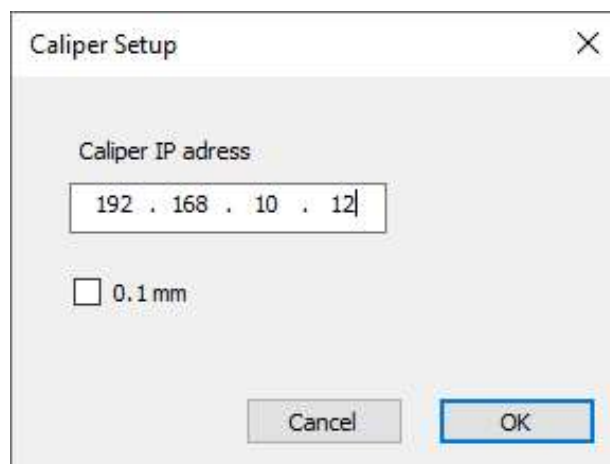 Caliper Setup
Caliper IP adress
192 . 168 . 10 . 12
0.1 mm
Cancel OK